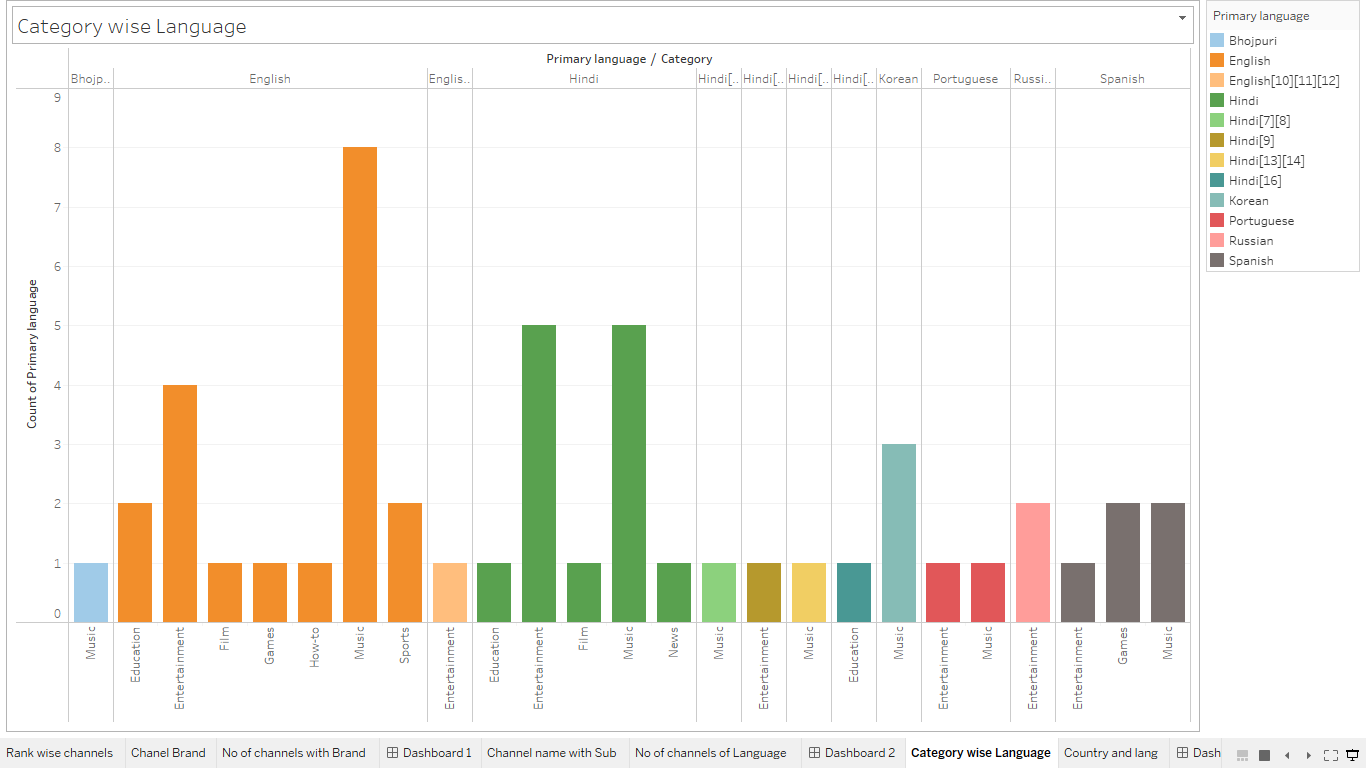 Category wise Language
Primary language
Bhojpuri
English
English[10][11][12]
Hindi
Hindi[7][8]
Hindi[9]
Hindi[13][14]
Hindi[16]
Korean
Portuguese
Russian
Spanish
Primary language / Category
Bhojp.. English Englis.. Hindi Hindi[.. Hindi[.. Hindi[.. Hindi[.. Korean Portuguese Russi.. Spanish
Count of Primary language
9
8
7
6
5
4
3
2
1
0
Music
Education
Entertainment
Film
Games
How-to
Music
Sports
Entertainment
Education
Entertainment
Film
Music
News
Music
Entertainment
Music
Education
Music
Entertainment
Music
Entertainment
Entertainment
Games
Music
Rank wise channels Chanel Brand No of channels with Brand Dashboard 1 Channel name with Sub No of channels of Language Dashboard 2 Category wise Language Country and lang Dash